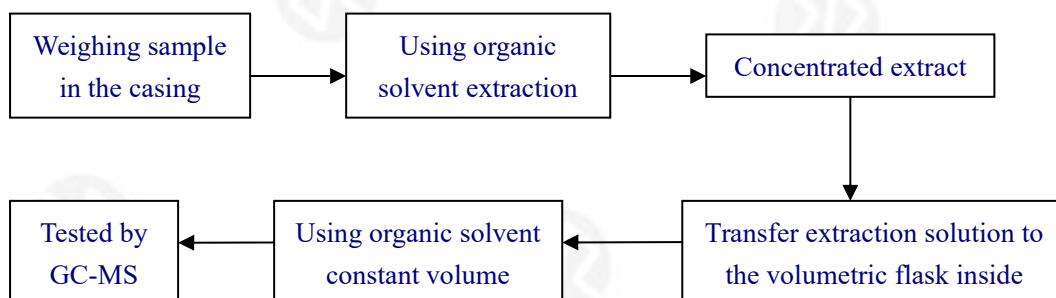 Weighing sample
in the casing
Using organic
solvent extraction
Concentrated extract
Transfer extraction solution to
the volumetric flask inside
Using organic solvent
constant volume
Tested by
GC-MS